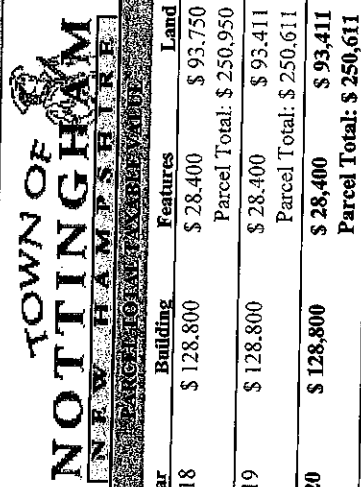 TOWN OF
NOTTINGHAM
NEW HAMPSHIRE
PARCEL TOTAL TAXABLE VALUE
ar Building Features Land
18 $ 128.800 $ 28.400 $ 93.750
Parcel Total: $ 250.950
19 $ 128.800 $ 28.400 $ 93.411
Parcel Total: $ 250.611
20 $ 128,800 $ 28,400 $ 93,411
Parcel Total: $ 250,611